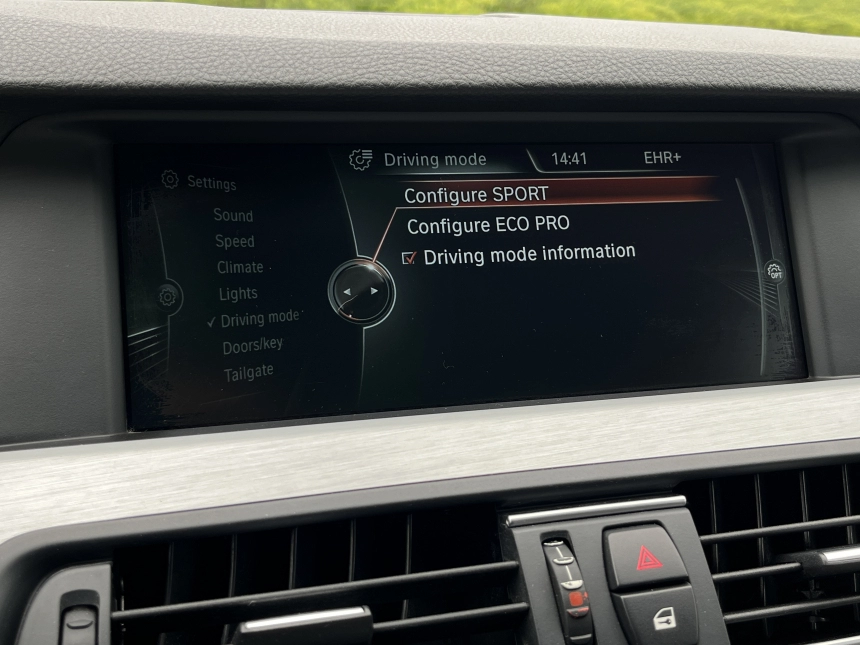 Driving mode 14:41 EHR+
Settings
Sound
Speed
Climate
Lights
Driving mode
Doors/key
Tailgate
Configure SPORT
Configure ECO PRO
Driving mode information
OPT